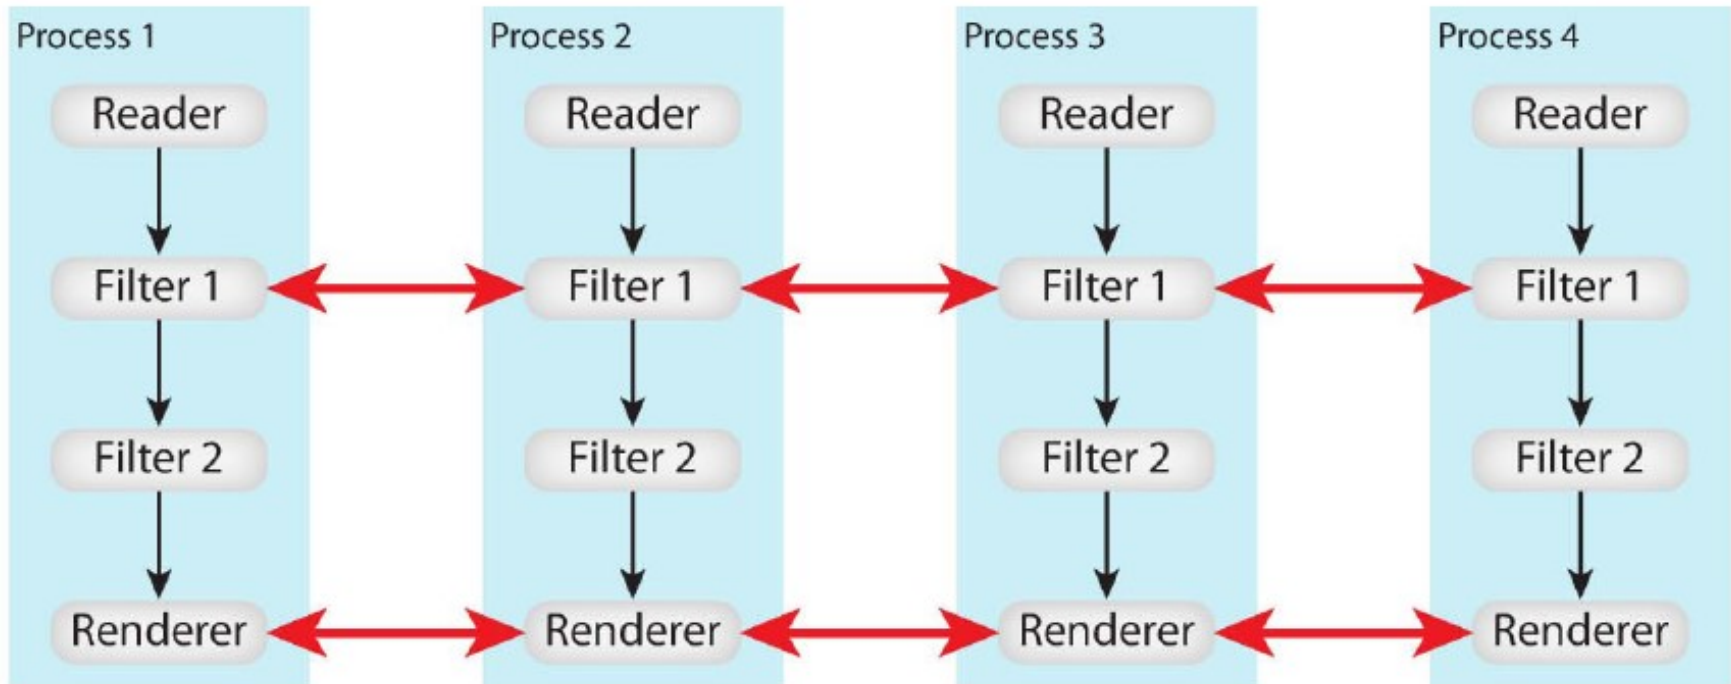 Process 1
Reader
Filter 1
Filter 2
Renderer
Process 2
Reader
Filter 1
Filter 2
Renderer
Process 3
Reader
Filter 1
Filter 2
Renderer
Process 4
Reader
Filter 1
Filter 2
Renderer